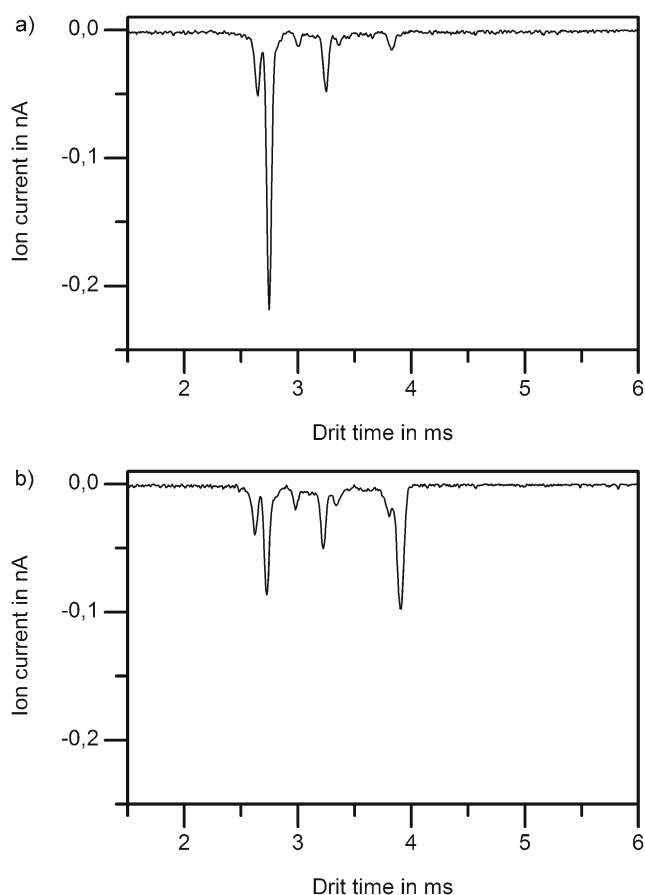 a)
0,0
-0,1
-0,2
Ion current in nA
2 3 4 5 6
Drit time in ms
b)
0,0
-0,1
-0,2
Ion current in nA
2 3 4 5 6
Drit time in ms